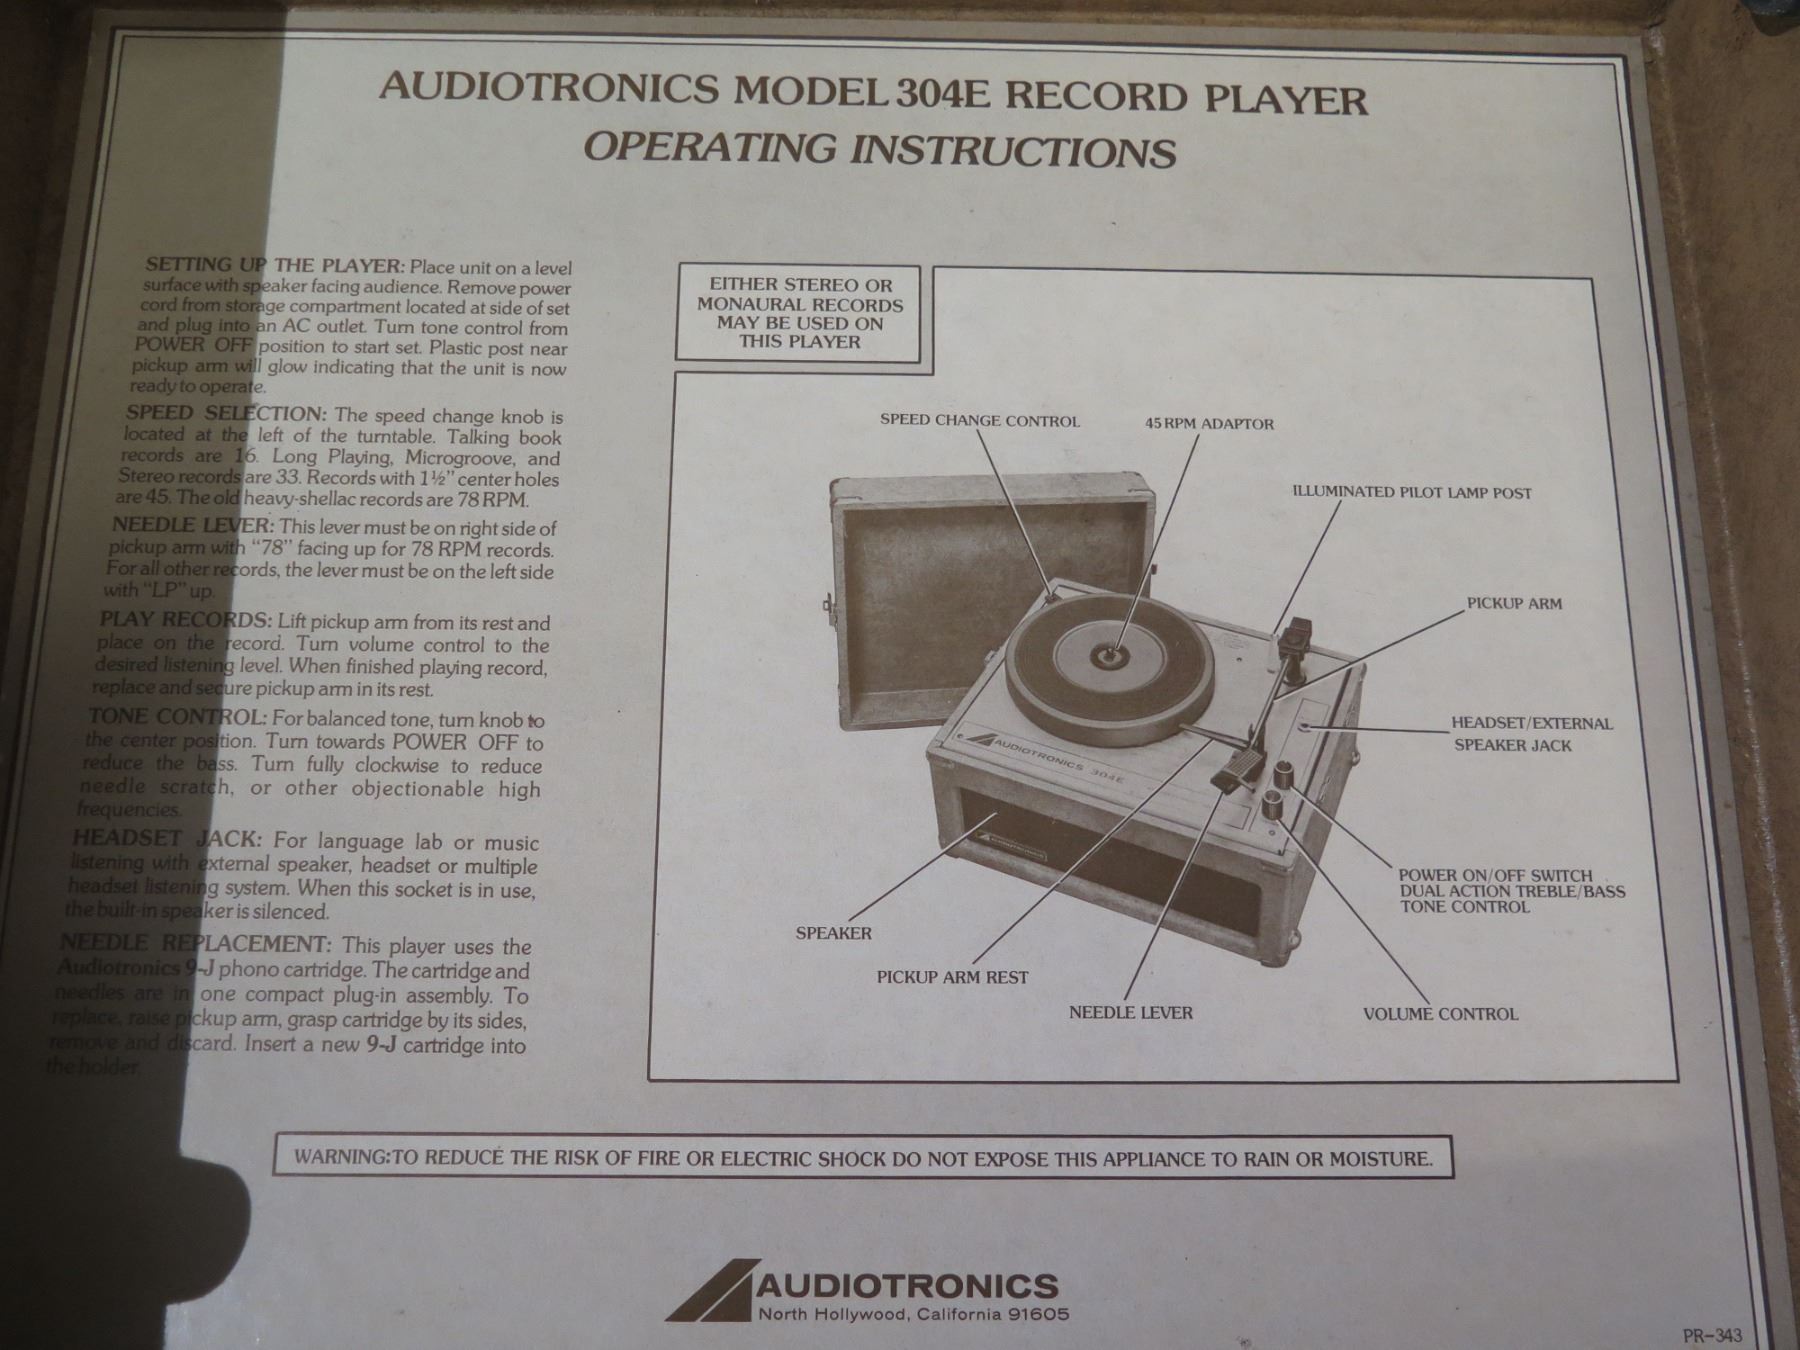 AUDIOTRONICS MODEL 304E RECORD PLAYER
OPERATING INSTRUCTIONS
SETTING UP THE PLAYER: Place unit on a level
surface with speaker facing audience. Remove power
cord from storage compartment located at side of set
and plug into an AC outlet. Turn tone control from
POWER OFF position to start set. Plastic post near
pickup arm will glow indicating that the unit is now
ready to operate.
SPEED SELECTION: The speed change knob is
located at the left of the turntable. Talking book
records are 16. Long Playing, Microgroove, and
Stereo records are 33. Records with 1½" center holes
are 45. The old heavy-shellac records are 78 RPM.
NEEDLE LEVER: This lever must be on right side of
pickup arm with "78" facing up for 78 RPM records.
For all other records, the lever must be on the left side
with "LP" up.
PLAY RECORDS: Lift pickup arm from its rest and
place on the record. Turn volume control to the
desired listening level. When finished playing record,
replace and secure pickup arm in its rest.
TONE CONTROL: For balanced tone, turn knob to
the center position. Turn towards POWER OFF to
reduce the bass. Turn fully clockwise to reduce
needle scratch, or other objectionable high
frequencies.
HEADSET JACK: For language lab or music
listening with external speaker, headset or multiple
headset listening system. When this socket is in use,
the built-in speaker is silenced.
NEEDLE REPLACEMENT: This player uses the
Audiotronics 9-J phono cartridge. The cartridge and
needles are in one compact plug-in assembly. To
replace, raise pickup arm, grasp cartridge by its sides,
remove and discard. Insert a new 9-J cartridge into
the holder.
EITHER STEREO OR
MONAURAL RECORDS
MAY BE USED ON
THIS PLAYER
SPEED CHANGE CONTROL
45 RPM ADAPTOR
ILLUMINATED PILOT LAMP POST
PICKUP ARM
HEADSET/EXTERNAL
SPEAKER JACK
AUDIOTRONICS 304E
AUDIOTRONICS
POWER ON/OFF SWITCH
DUAL ACTION TREBLE/BASS
TONE CONTROL
SPEAKER
PICKUP ARM REST
NEEDLE LEVER
VOLUME CONTROL
WARNING: TO REDUCE THE RISK OF FIRE OR ELECTRIC SHOCK DO NOT EXPOSE THIS APPLIANCE TO RAIN OR MOISTURE.
AUDIOTRONICS
North Hollywood, California 91605
PR-343